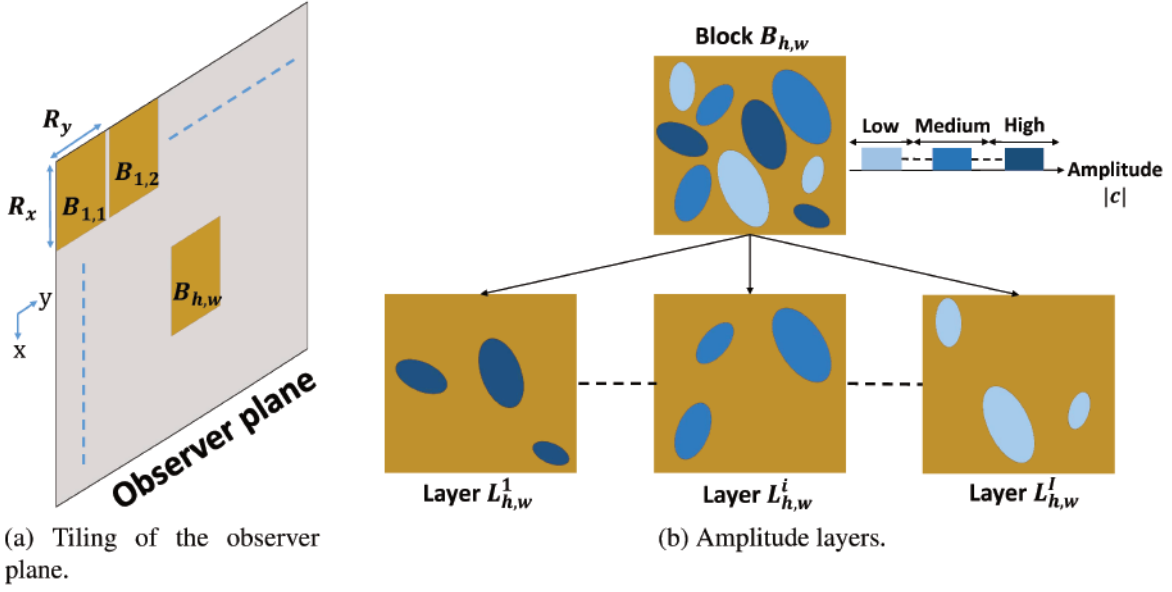 R_y
R_x
B_{1,1}
B_{1,2}
B_{h,w}
y
x
Observer plane
(a) Tiling of the observer
plane.
Block B_{h,w}
Low Medium High
Amplitude
|c|
Layer L^1_{h,w}
Layer L^i_{h,w}
Layer L^I_{h,w}
(b) Amplitude layers.